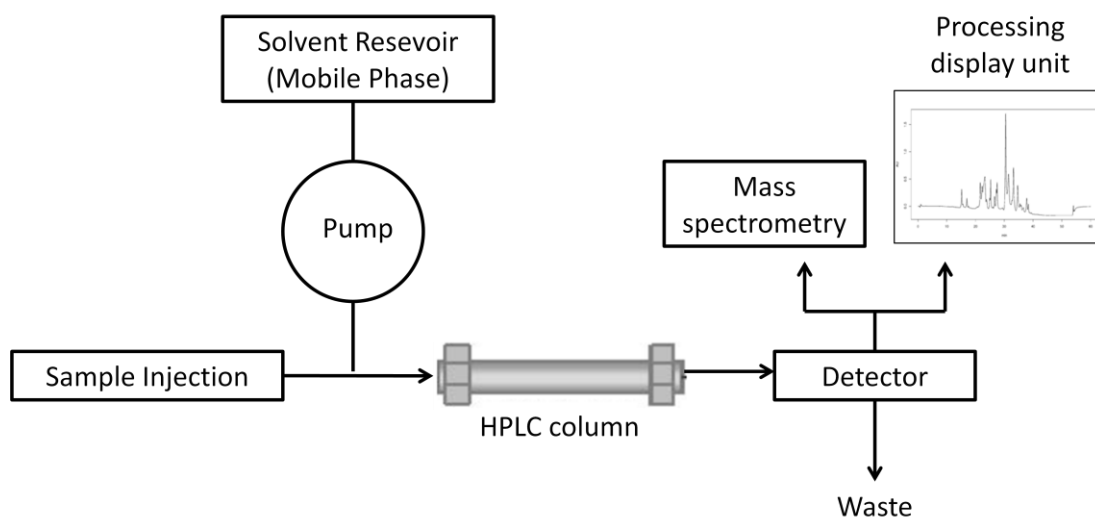 Solvent Resevoir
(Mobile Phase)
Processing
display unit
Pump
Mass
spectrometry
Sample Injection
HPLC column
Detector
Waste